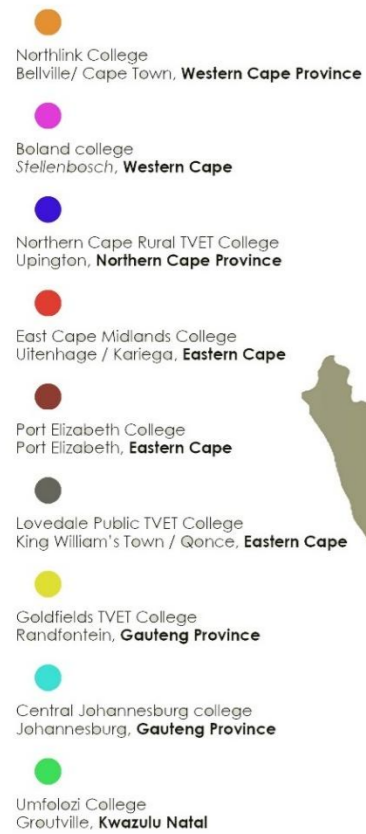 Northlink College
Bellville/ Cape Town, Western Cape Province
Boland college
Stellenbosch, Western Cape
Northern Cape Rural TVET College
Upington, Northern Cape Province
East Cape Midlands College
Uitenhage / Kariega, Eastern Cape
Port Elizabeth College
Port Elizabeth, Eastern Cape
Lovedale Public TVET College
King William's Town / Qonce, Eastern Cape
Goldfields TVET College
Randfontein, Gauteng Province
Central Johannesburg college
Johannesburg, Gauteng Province
Umfolozi College
Groutville, Kwazulu Natal